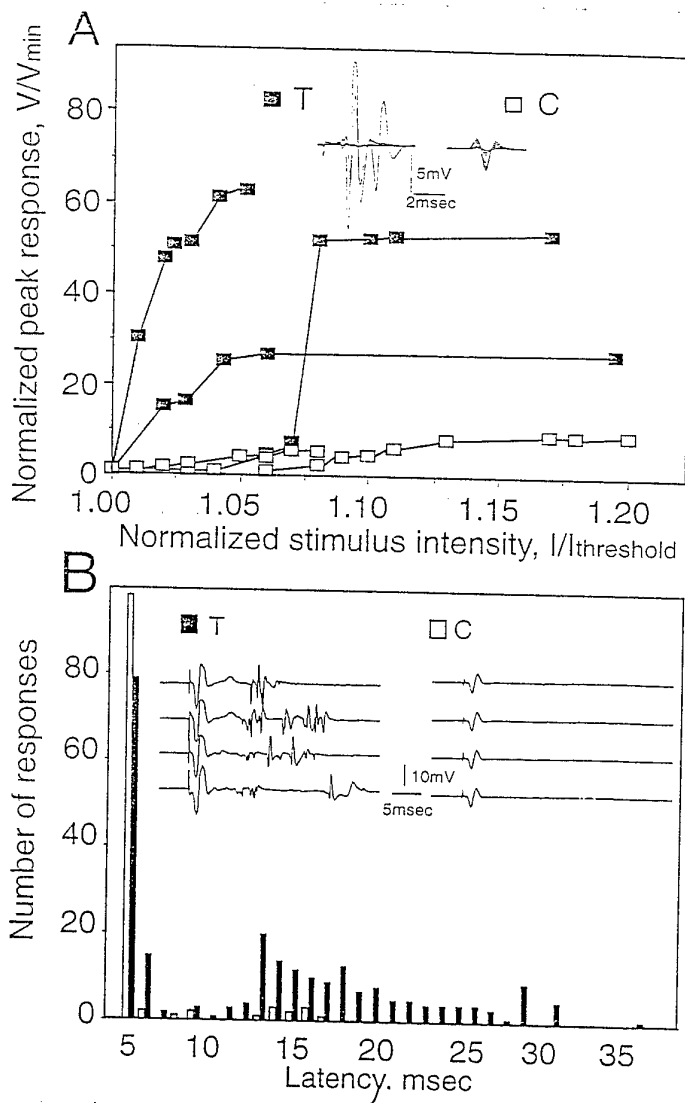 A
Normalized peak response, V/Vmin
80
60
40
20
0
T
C
5mV
2msec
1.00
1.05
1.10
1.15
1.20
Normalized stimulus intensity, I/Ithreshold
B
Number of responses
80
60
40
20
0
T
C
10mV
5msec
5
10
15
20
25
30
35
Latency. msec